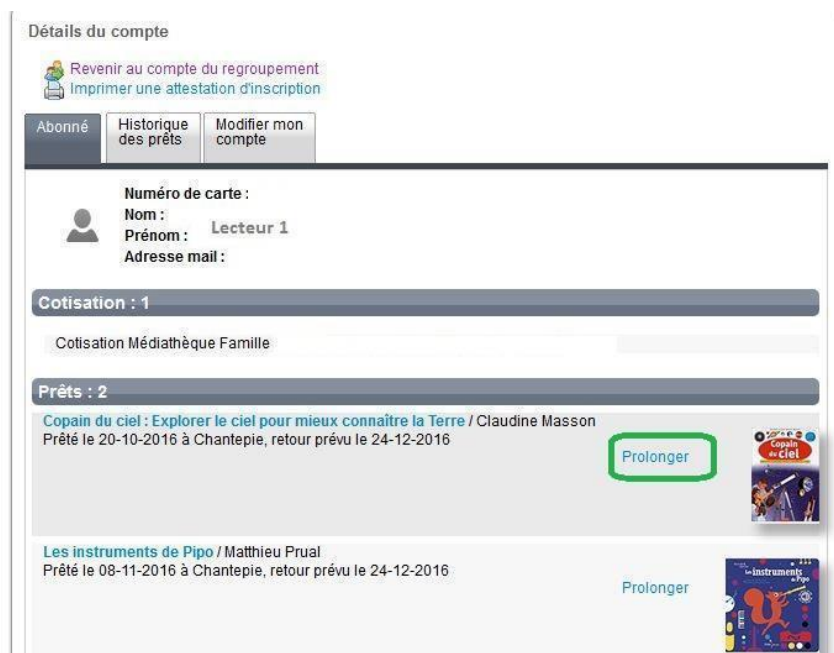 Détails du compte
Revenir au compte du regroupement
Imprimer une attestation d'inscription
Abonné
Historique des prêts
Modifier mon compte
Numéro de carte :
Nom :
Prénom :
Lecteur 1
Adresse mail :
Cotisation : 1
Cotisation Médiathèque Famille
Prêts : 2
Copain du ciel : Explorer le ciel pour mieux connaître la Terre / Claudine Masson
Prêté le 20-10-2016 à Chantepie, retour prévu le 24-12-2016
Prolonger
Copain
du ciel
Les instruments de Pipo / Matthieu Prual
Prêté le 08-11-2016 à Chantepie, retour prévu le 24-12-2016
Prolonger
Les instruments
de Pipo